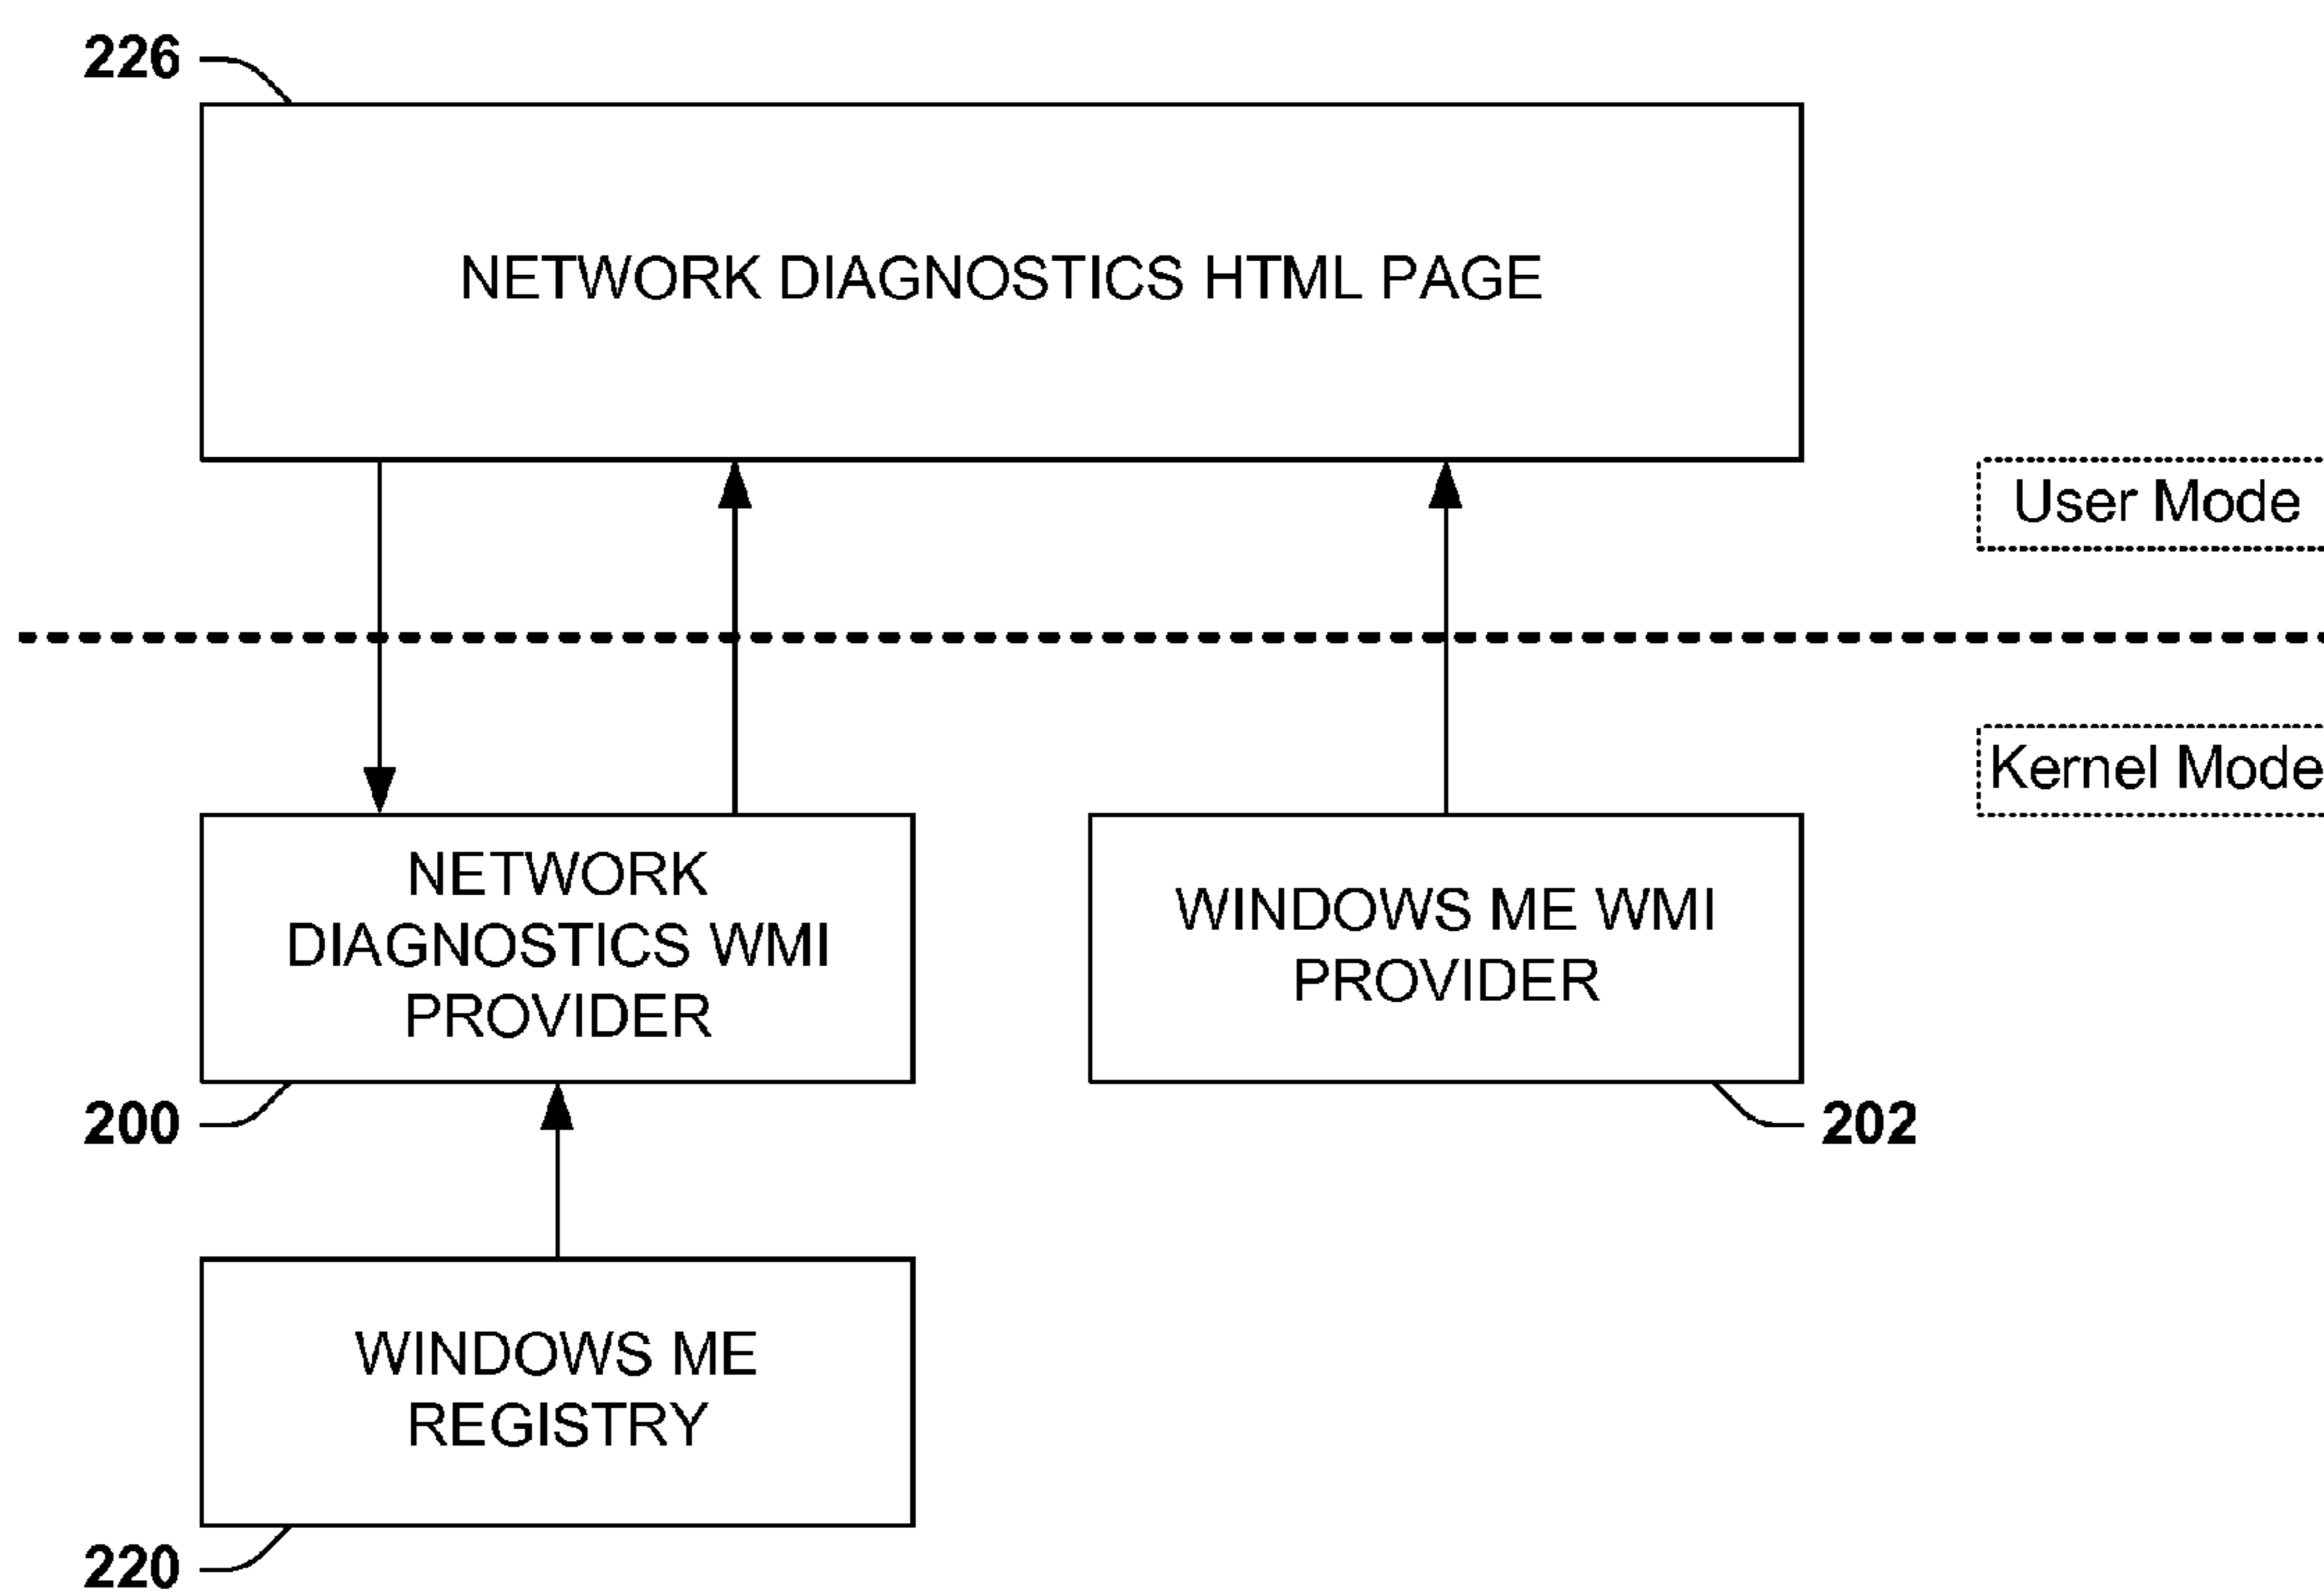 226
NETWORK DIAGNOSTICS HTML PAGE
User Mode
Kernel Mode
NETWORK
DIAGNOSTICS WMI
PROVIDER
WINDOWS ME WMI
PROVIDER
200
202
WINDOWS ME
REGISTRY
220